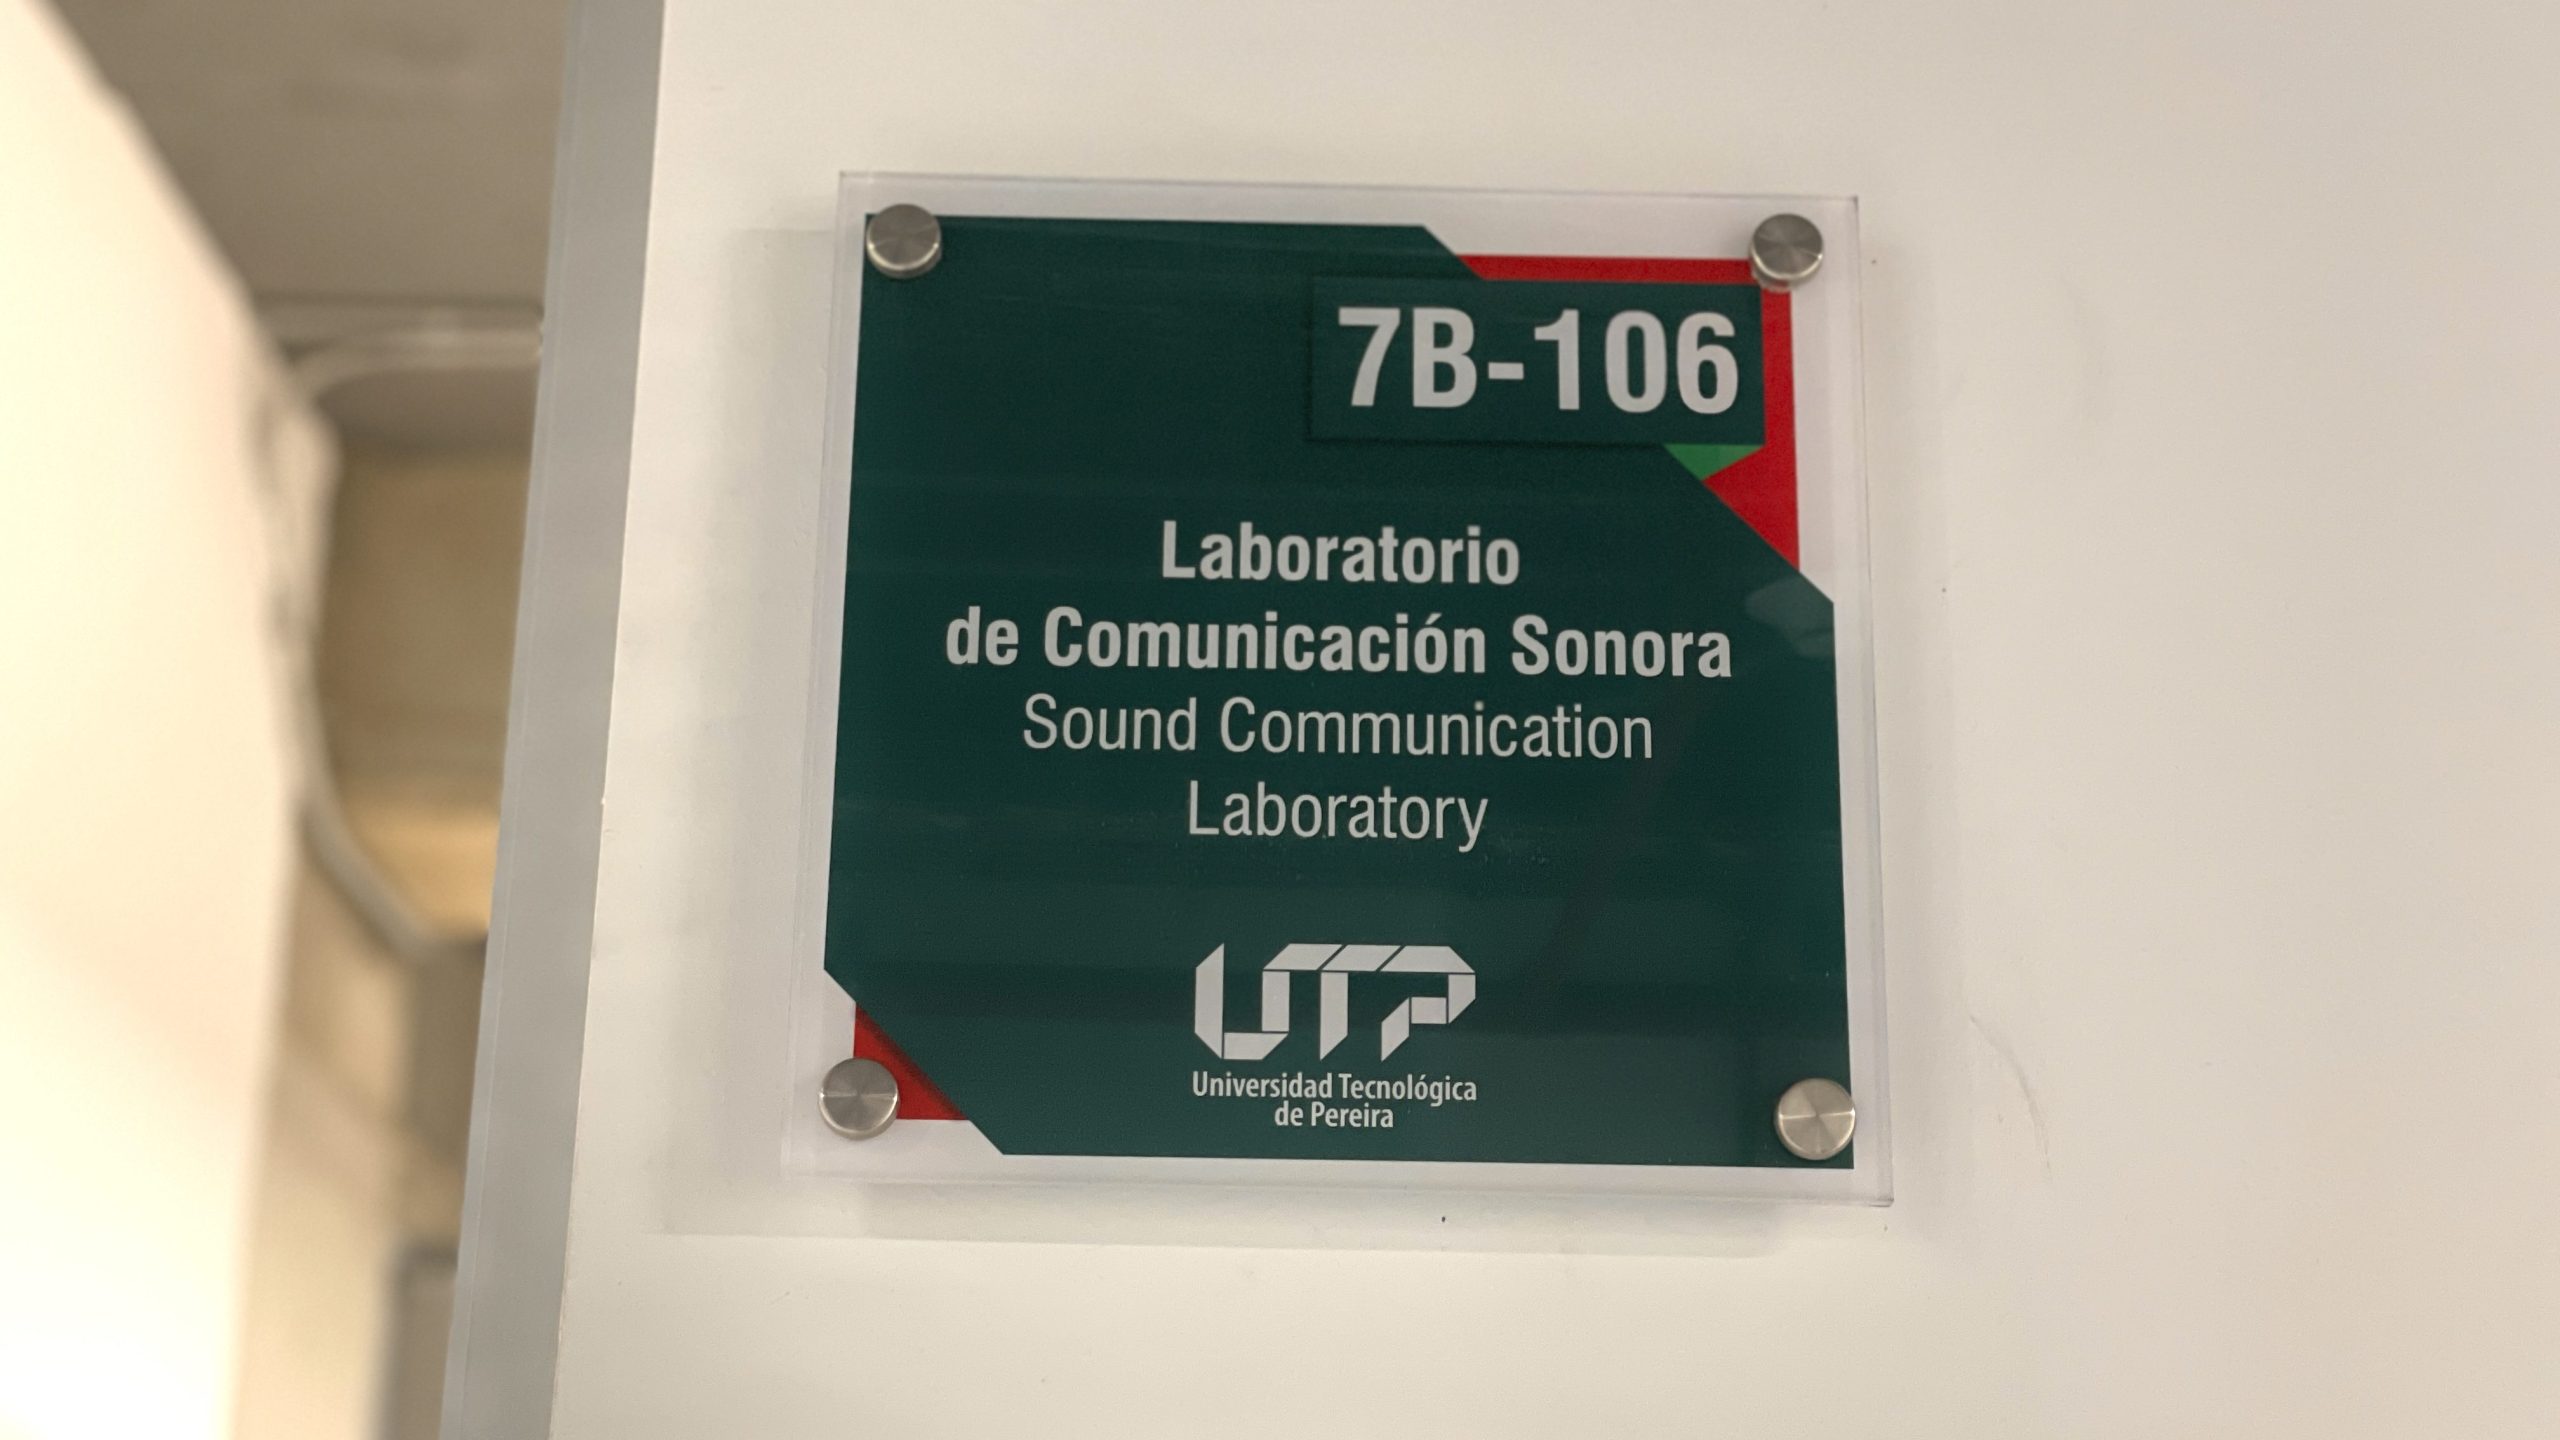 7B-106
Laboratorio
de Comunicación Sonora
Sound Communication
Laboratory
UTP
Universidad Tecnológica
de Pereira